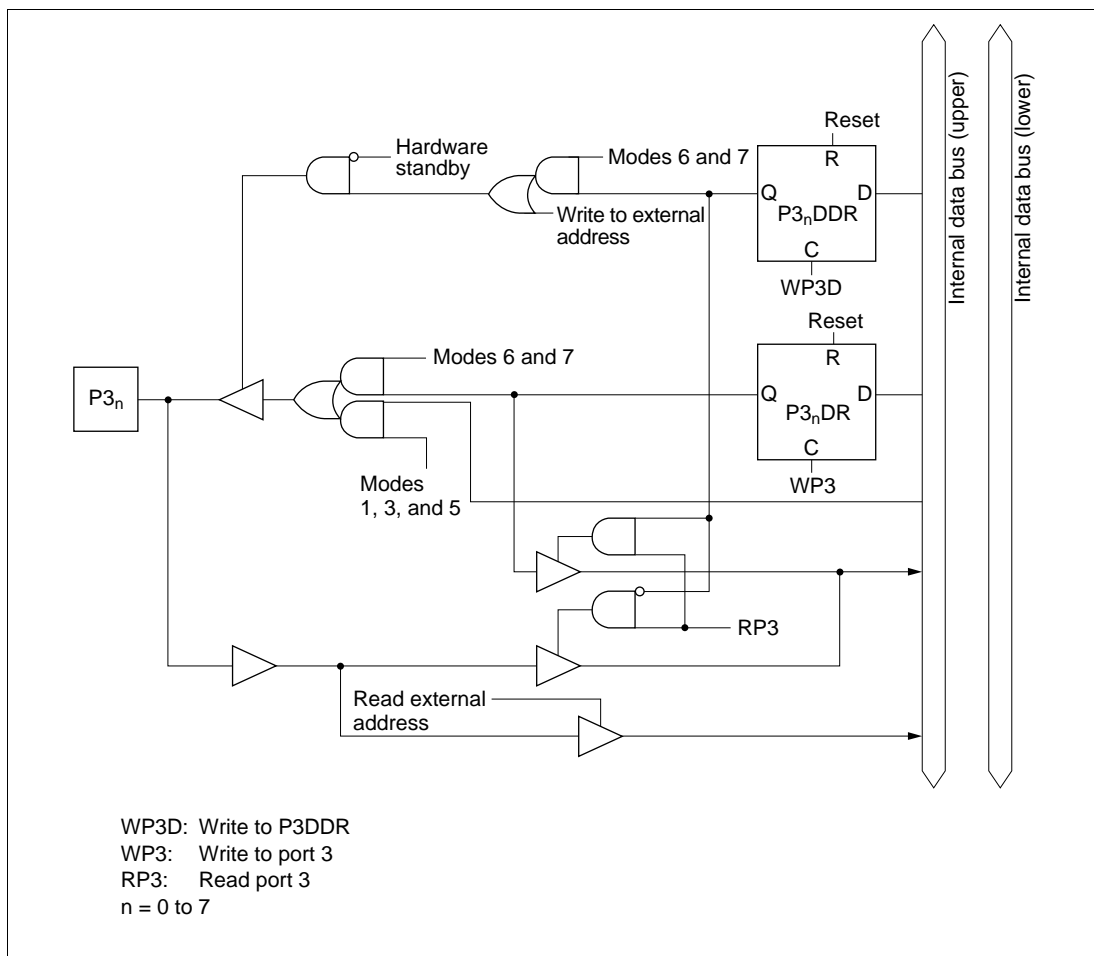 Hardware
standby
Modes 6 and 7
Write to external
address
Reset
R
Q
D
P3nDDR
C
WP3D
Internal data bus (upper)
Internal data bus (lower)
P3n
Modes 6 and 7
Modes
1, 3, and 5
Reset
R
Q
D
P3nDR
C
WP3
RP3
Read external
address
WP3D: Write to P3DDR
WP3: Write to port 3
RP3: Read port 3
n = 0 to 7